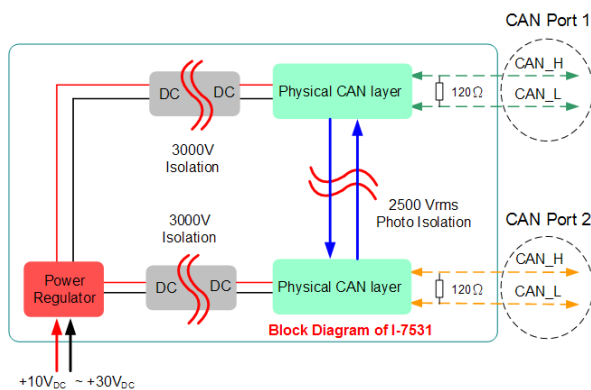 CAN Port 1
CAN_H
DC DC
Physical CAN layer
120Ω
CAN_L
3000V
Isolation
2500 Vrms
Photo Isolation
3000V
Isolation
CAN Port 2
CAN_H
Power
Regulator
DC DC
Physical CAN layer
120Ω
CAN_L
Block Diagram of I-7531
+10VDC ~ +30VDC